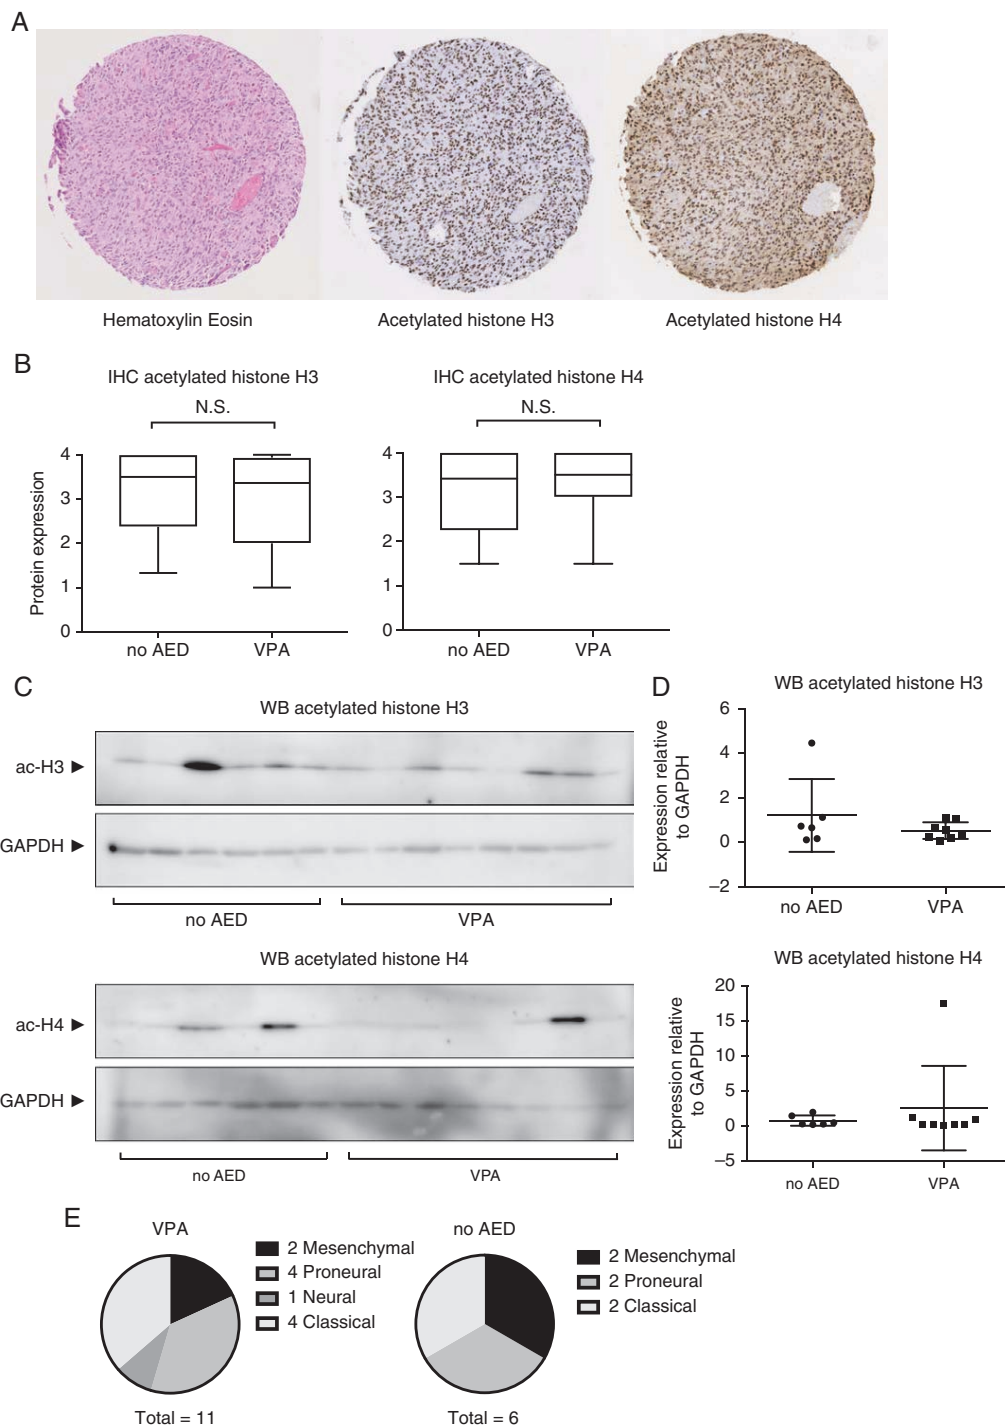 A
Hematoxylin Eosin
Acetylated histone H3
Acetylated histone H4
B
IHC acetylated histone H3
N.S.
Protein expression
4
3
2
1
0
no AED
VPA
IHC acetylated histone H4
N.S.
4
3
2
1
0
no AED
VPA
C
WB acetylated histone H3
ac-H3
GAPDH
no AED
VPA
WB acetylated histone H4
ac-H4
GAPDH
no AED
VPA
D
WB acetylated histone H3
Expression relative
to GAPDH
6
4
2
0
–2
no AED
VPA
WB acetylated histone H4
Expression relative
to GAPDH
20
15
10
5
0
–5
no AED
VPA
E
VPA
2 Mesenchymal
4 Proneural
1 Neural
4 Classical
Total = 11
no AED
2 Mesenchymal
2 Proneural
2 Classical
Total = 6